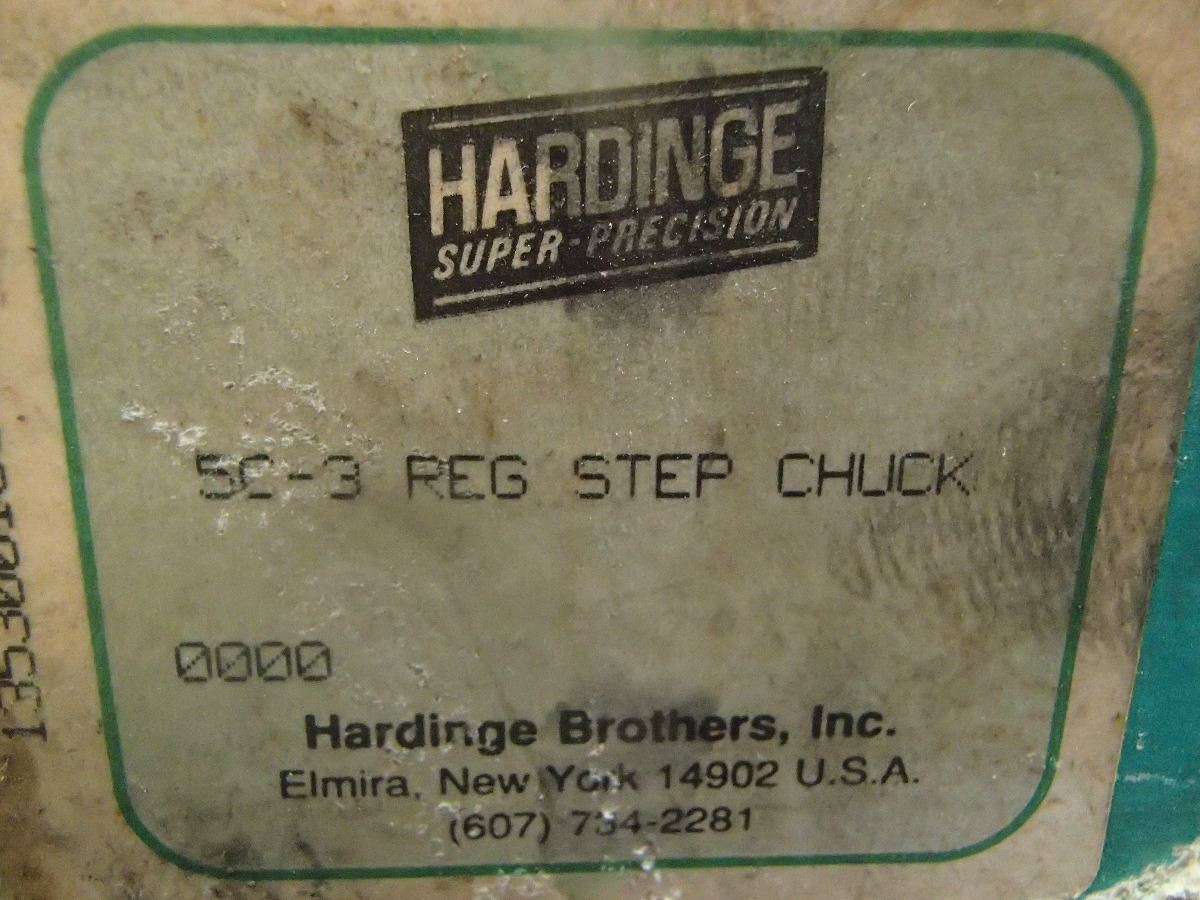 HARDINGE
SUPER-PRECISION
5C-3 REG STEP CHUCK
0000
Hardinge Brothers, Inc.
Elmira, New York 14902 U.S.A.
(607) 734-2281